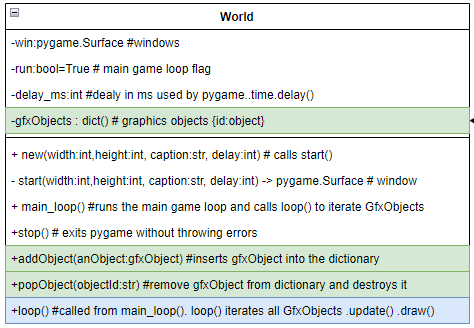 World
-win:pygame.Surface #windows
-run:bool=True # main game loop flag
-delay_ms:int #dealy in ms used by pygame..time.delay()
-gfxObjects : dict() # graphics objects {id:object}
+ new(width:int,height:int, caption:str, delay:int) # calls start()
- start(width:int,height:int, caption:str, delay:int) -> pygame.Surface # window
+ main_loop() #runs the main game loop and calls loop() to iterate GfxObjects
+stop() # exits pygame without throwing errors
+addObject(anObject:gfxObject) #inserts gfxObject into the dictionary
+popObject(objectId:str) #remove gfxObject from dictionary and destroys it
+loop() #called from main_loop(). loop() iterates all GfxObjects .update() .draw()